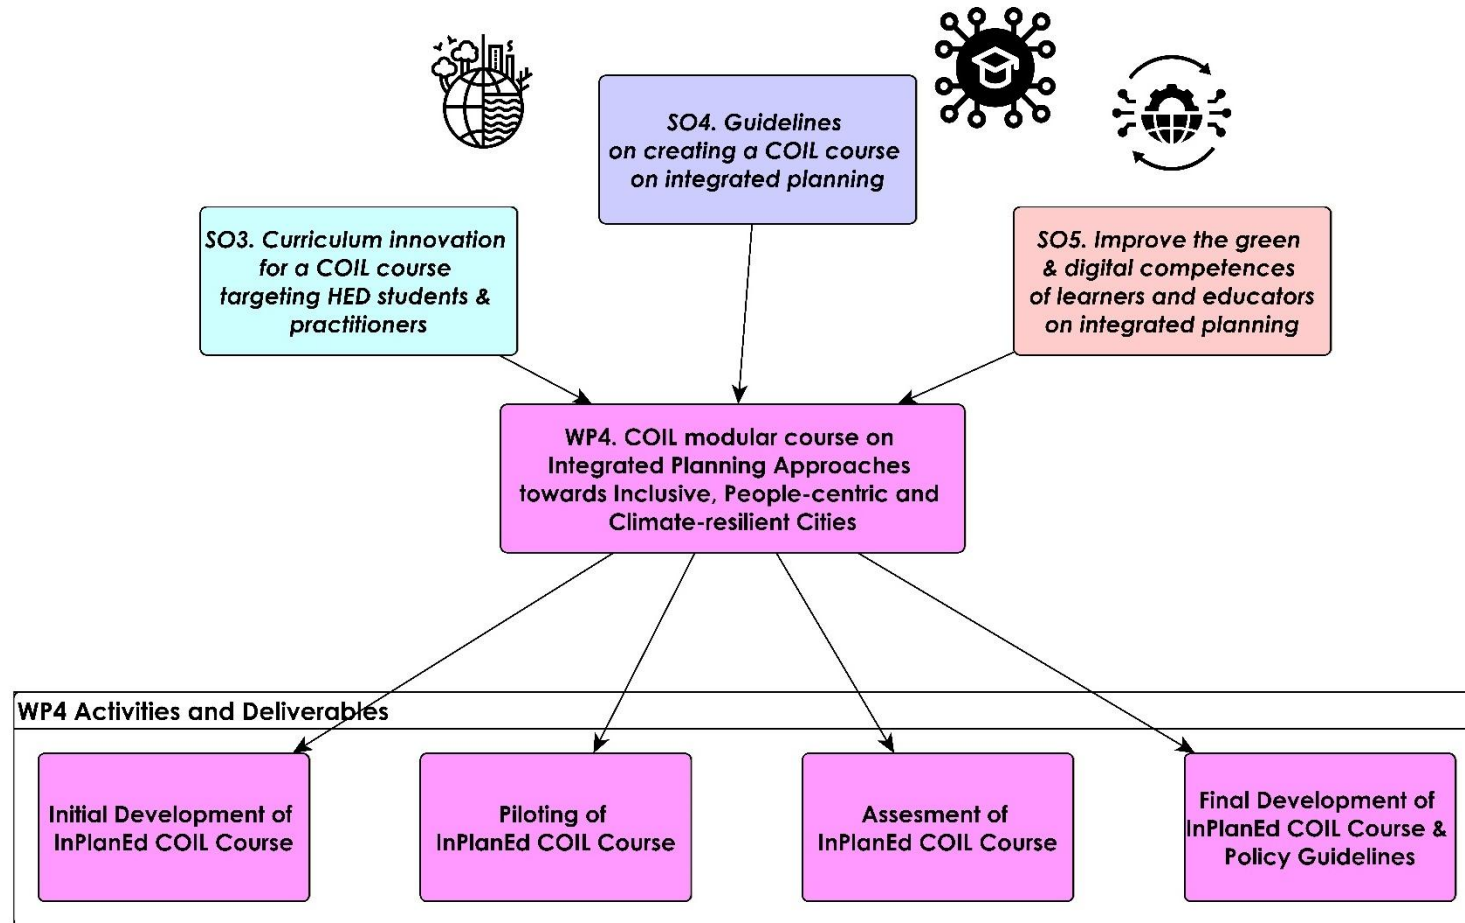 SO4. Guidelines
on creating a COIL course
on integrated planning
SO3. Curriculum innovation
for a COIL course
targeting HED students &
practitioners
SO5. Improve the green
& digital competences
of learners and educators
on integrated planning
WP4. COIL modular course on
Integrated Planning Approaches
towards Inclusive, People-centric and
Climate-resilient Cities
WP4 Activities and Deliverables
Initial Development of
InPlanEd COIL Course
Piloting of
InPlanEd COIL Course
Assesment of
InPlanEd COIL Course
Final Development of
InPlanEd COIL Course &
Policy Guidelines